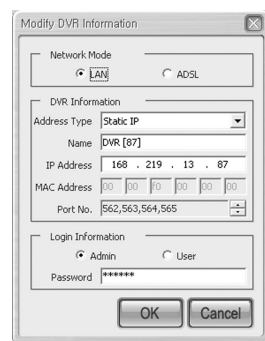 Modify DVR Information
Network Mode
LAN ADSL
DVR Information
Address Type Static IP
Name DVR [87]
IP Address 168 . 219 . 13 . 87
MAC Address 00 00 F0 00 00 00
Port No. 562,563,564,565
Login Information
Admin User
Password ******
OK Cancel